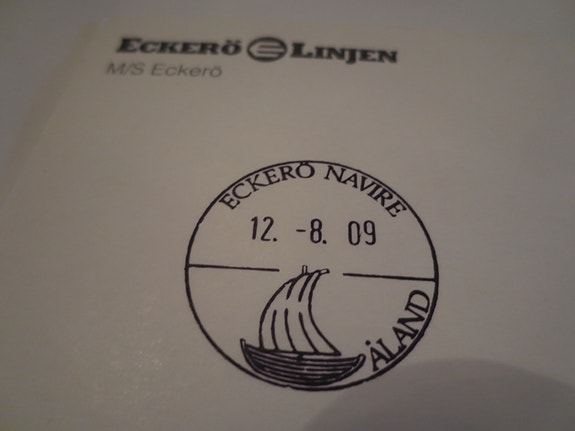 ECKERÖ LINJEN
M/S Eckerö
ECKERÖ NAVIRE
12. -8. 09
ÅLAND